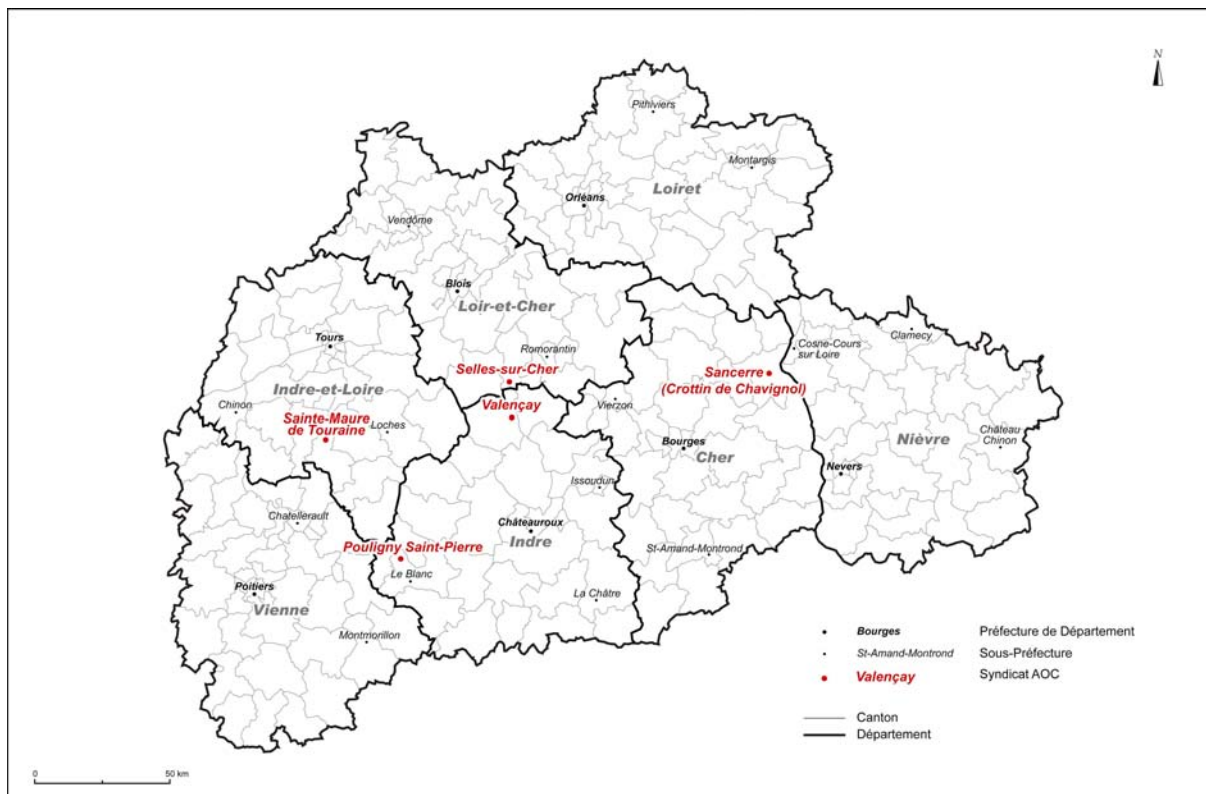 N
Pithiviers
Montargis
Loiret
Orléans
Vendôme
Blois
Loir-et-Cher
Cosne-Cours
sur Loire
Clamecy
Tours
Romorantin
Selles-sur-Cher
Sancerre
(Crottin de Chavignol)
Indre-et-Loire
Chinon
Valençay
Vierzon
Sainte-Maure
de Touraine
Loches
Bourges
Cher
Nièvre
Château
Chinon
Nevers
Issoudun
Chatellerault
Châteauroux
Indre
Pouligny Saint-Pierre
Le Blanc
St-Amand-Montrond
Poitiers
Vienne
La Châtre
Montmorillon
Bourges Préfecture de Département
St-Amand-Montrond Sous-Préfecture
Valençay Syndicat AOC
Canton
Département
0 50 km